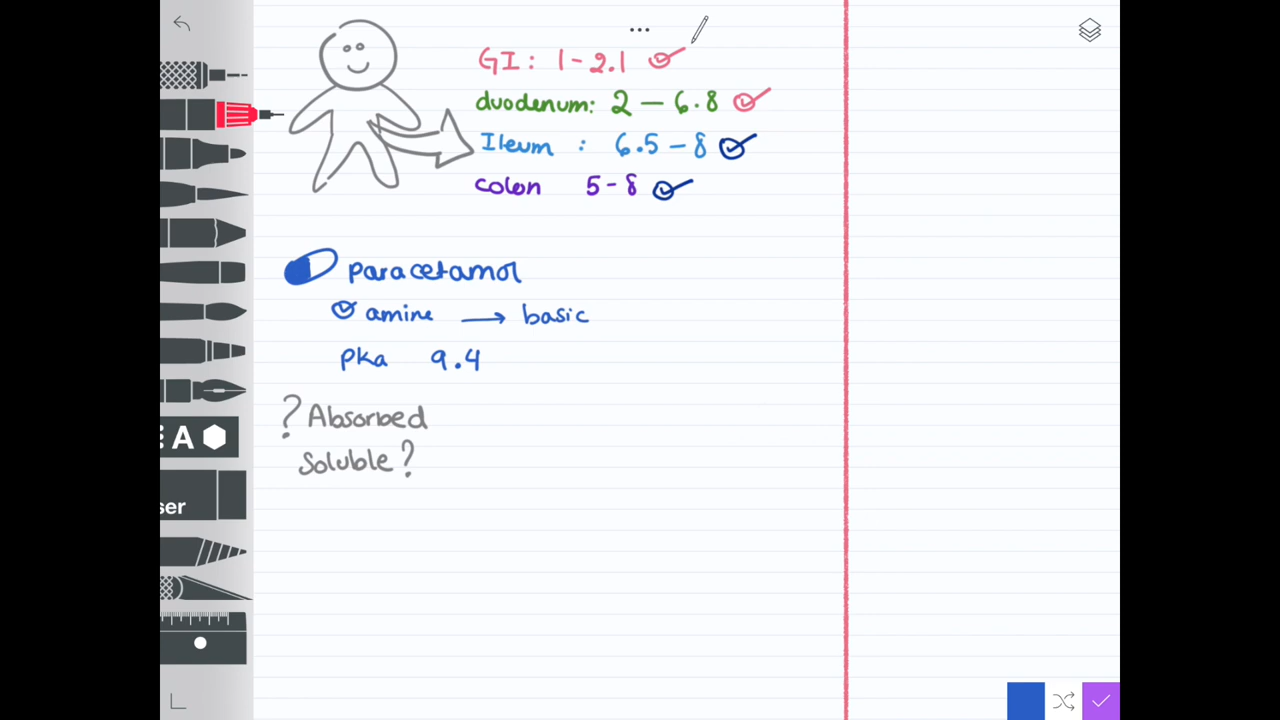 GI: 1-2.1
duodenum: 2 - 6.8
Ileum : 6.5-8
colon 5-8
paracetamol
amine → basic
pka 9.4
? Absorbed
Soluble?
A
ser